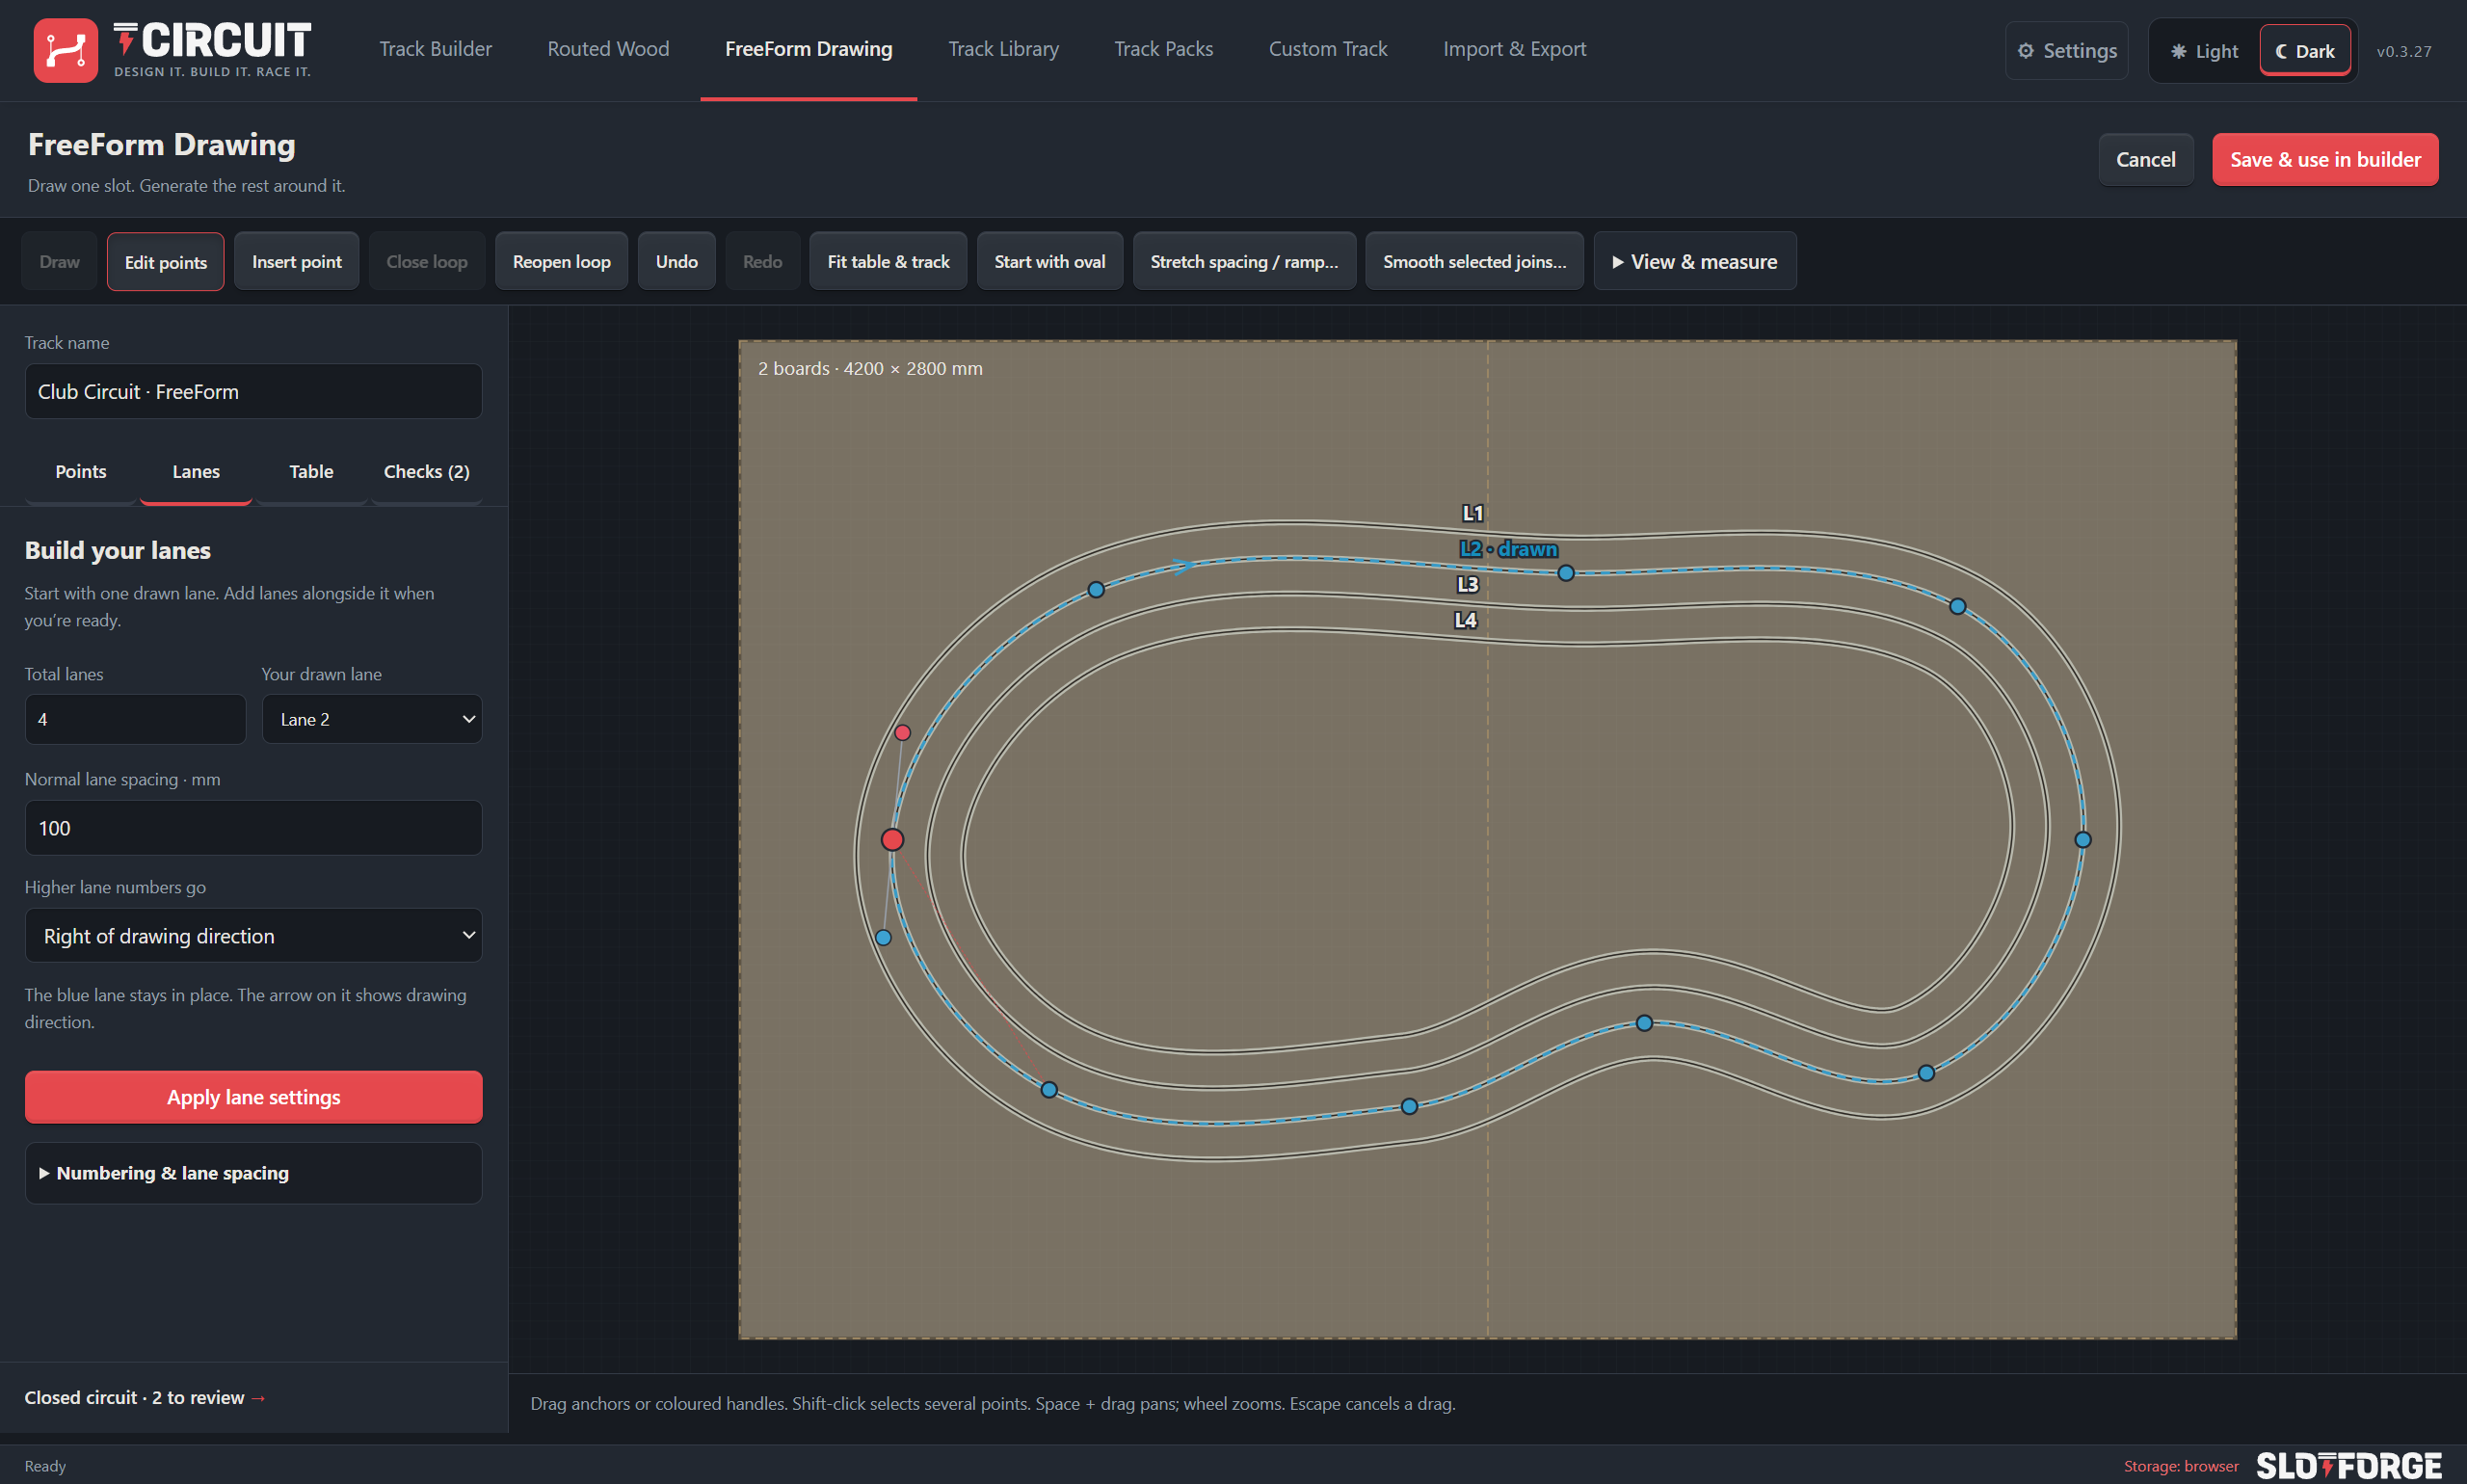 CIRCUIT
DESIGN IT. BUILD IT. RACE IT.
Track Builder
Routed Wood
FreeForm Drawing
Track Library
Track Packs
Custom Track
Import & Export
Settings
Light
Dark
v0.3.27
FreeForm Drawing
Draw one slot. Generate the rest around it.
Cancel
Save & use in builder
Draw
Edit points
Insert point
Close loop
Reopen loop
Undo
Redo
Fit table & track
Start with oval
Stretch spacing / ramp...
Smooth selected joins...
View & measure
Track name
Club Circuit · FreeForm
Points
Lanes
Table
Checks (2)
Build your lanes
Start with one drawn lane. Add lanes alongside it when
you're ready.
Total lanes
Your drawn lane
4
Lane 2
Normal lane spacing · mm
100
Higher lane numbers go
Right of drawing direction
The blue lane stays in place. The arrow on it shows drawing
direction.
Apply lane settings
Numbering & lane spacing
Closed circuit · 2 to review →
2 boards · 4200 × 2800 mm
L1
L2 · drawn
L3
L4
Drag anchors or coloured handles. Shift-click selects several points. Space + drag pans; wheel zooms. Escape cancels a drag.
Ready
Storage: browser
SLOTFORGE